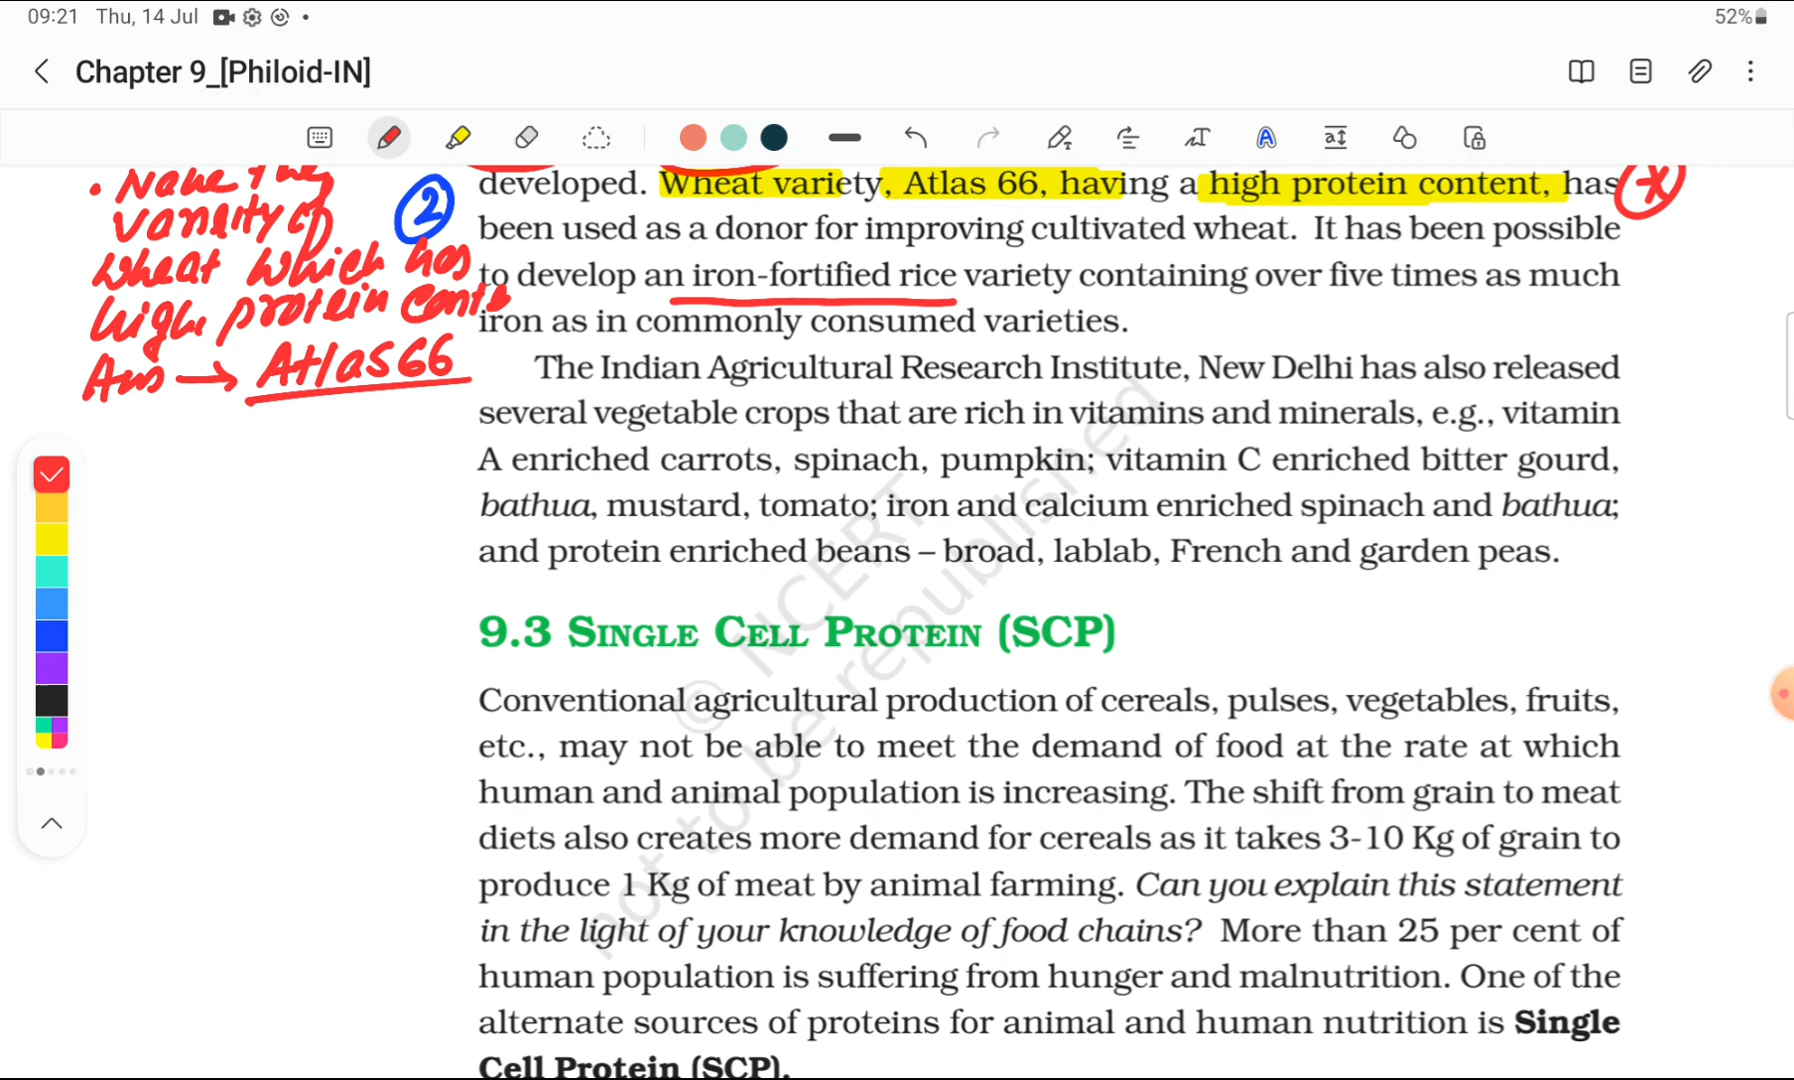 09:21 Thu, 14 Jul
52%
Chapter 9_[Philoid-IN]
• Name the
varaity of
wheat which has
high protein conte
Ans → Atlas 66
2
developed. Wheat variety, Atlas 66, having a high protein content, has
been used as a donor for improving cultivated wheat. It has been possible
to develop an iron-fortified rice variety containing over five times as much
iron as in commonly consumed varieties.
The Indian Agricultural Research Institute, New Delhi has also released
several vegetable crops that are rich in vitamins and minerals, e.g., vitamin
A enriched carrots, spinach, pumpkin; vitamin C enriched bitter gourd,
bathua, mustard, tomato; iron and calcium enriched spinach and bathua;
and protein enriched beans – broad, lablab, French and garden peas.
9.3 SINGLE CELL PROTEIN (SCP)
Conventional agricultural production of cereals, pulses, vegetables, fruits,
etc., may not be able to meet the demand of food at the rate at which
human and animal population is increasing. The shift from grain to meat
diets also creates more demand for cereals as it takes 3-10 Kg of grain to
produce 1 Kg of meat by animal farming. Can you explain this statement
in the light of your knowledge of food chains? More than 25 per cent of
human population is suffering from hunger and malnutrition. One of the
alternate sources of proteins for animal and human nutrition is Single
Cell Protein (SCP).
© NCERT
not to be republished